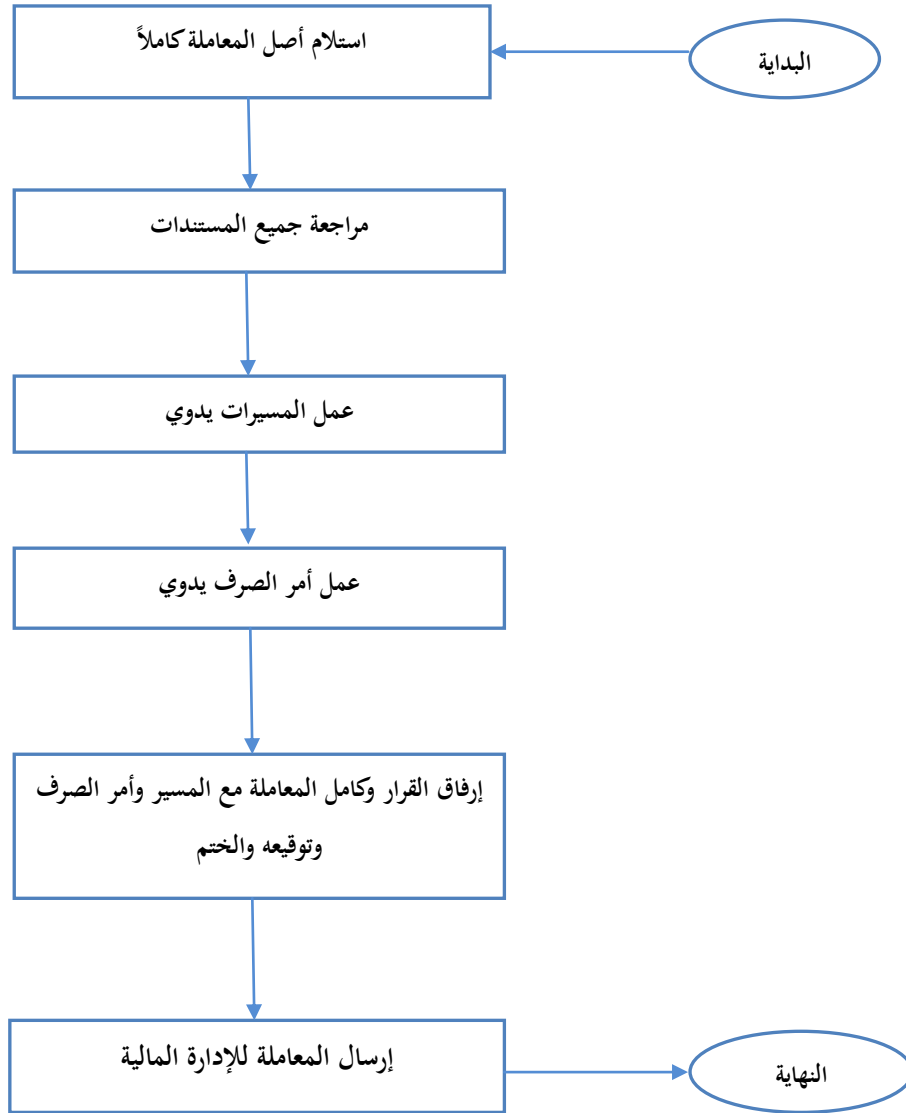 البداية
استلام أصل المعاملة كاملاً
مراجعة جميع المستندات
عمل المسيرات يدوي
عمل أمر الصرف يدوي
إرفاق القرار وكامل المعاملة مع المسير وأمر الصرف
وتوقيعه والختم
إرسال المعاملة للإدارة المالية
النهاية